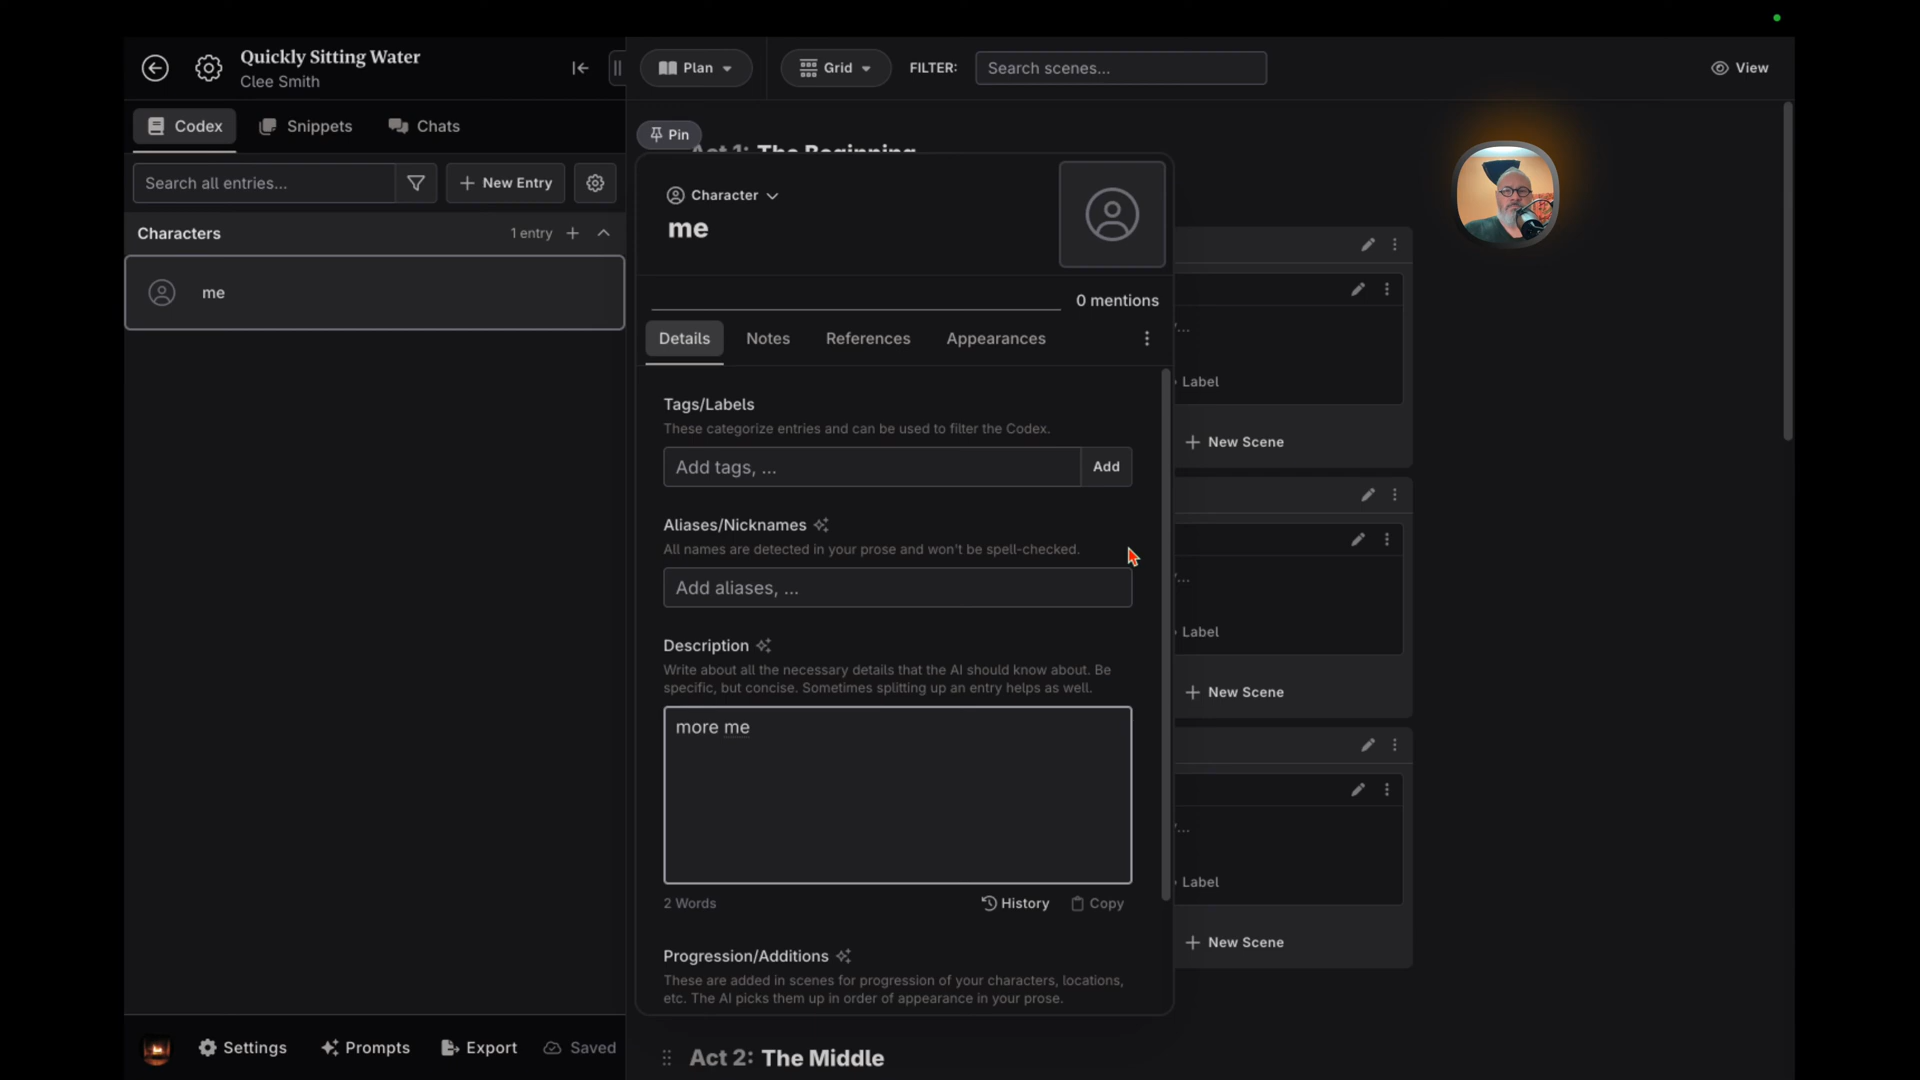 Quickly Sitting Water
Clee Smith
Plan
Grid
FILTER:
Search scenes...
View
Codex
Snippets
Chats
Pin
Act 1: The Beginning
Search all entries...
New Entry
Character
me
Characters
1 entry
me
0 mentions
Details
Notes
References
Appearances
Tags/Labels
These categorize entries and can be used to filter the Codex.
Add tags, ...
Add
Label
New Scene
Aliases/Nicknames
All names are detected in your prose and won't be spell-checked.
Add aliases, ...
Label
Description
Write about all the necessary details that the AI should know about. Be
specific, but concise. Sometimes splitting up an entry helps as well.
New Scene
more me
Label
2 Words
History
Copy
New Scene
Progression/Additions
These are added in scenes for progression of your characters, locations,
etc. The AI picks them up in order of appearance in your prose.
Settings
Prompts
Export
Saved
Act 2: The Middle